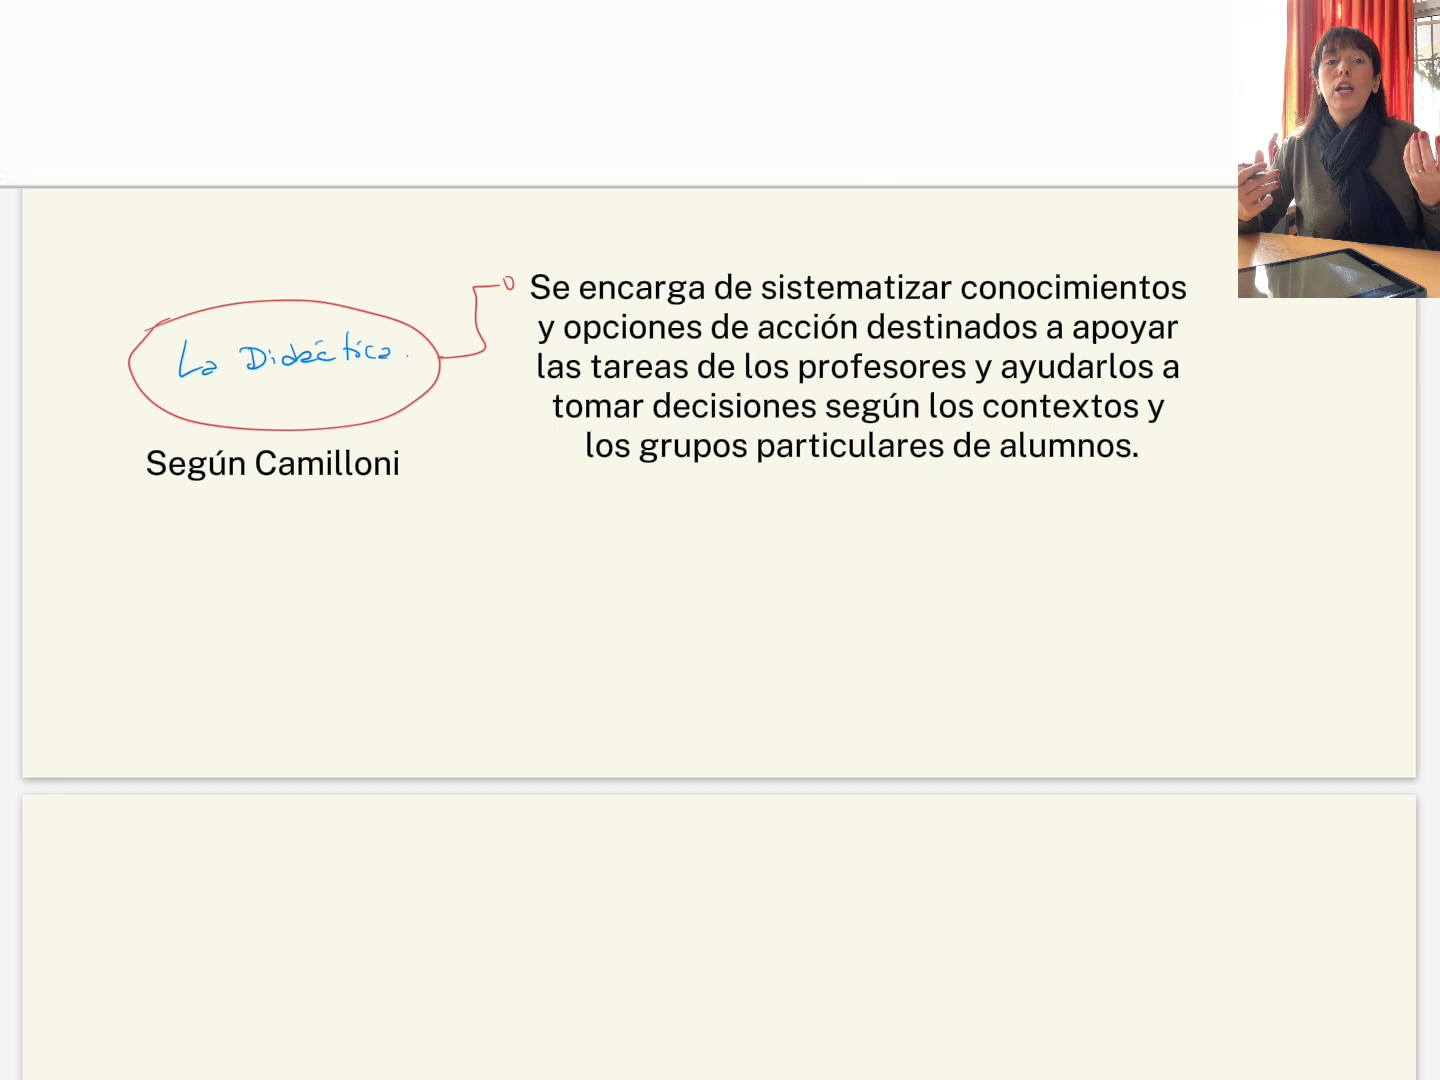 La Didáctica.
Según Camilloni
Se encarga de sistematizar conocimientos
y opciones de acción destinados a apoyar
las tareas de los profesores y ayudarlos a
tomar decisiones según los contextos y
los grupos particulares de alumnos.